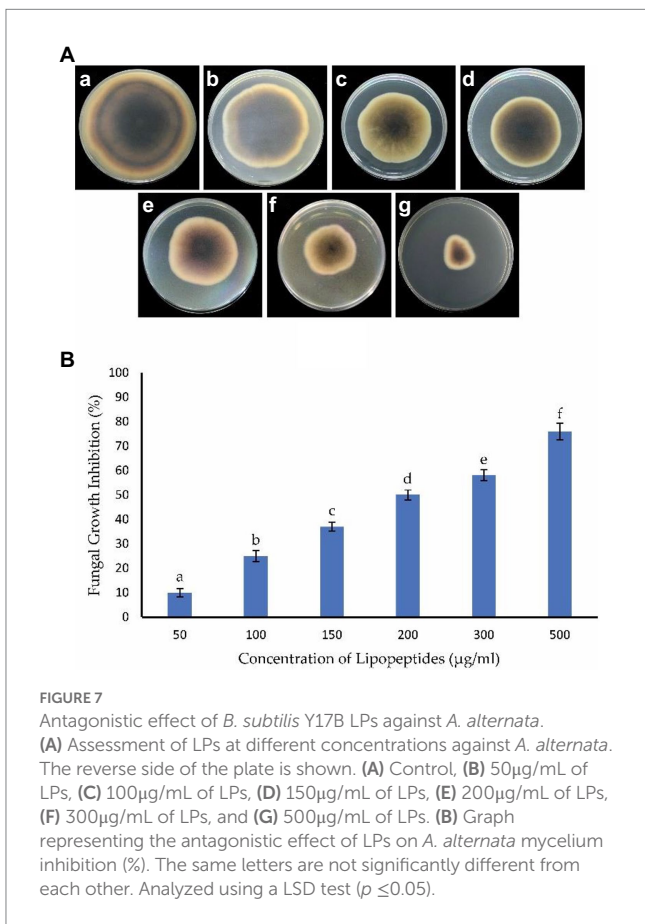 A
a b c d
e f g
B
Fungal Growth Inhibition (%)
100
90
80
70
60
50
40
30
20
10
0
a b c d e f
50 100 150 200 300 500
Concentration of Lipopeptides (µg/ml)
FIGURE 7
Antagonistic effect of B. subtilis Y17B LPs against A. alternata.
(A) Assessment of LPs at different concentrations against A. alternata.
The reverse side of the plate is shown. (A) Control, (B) 50µg/mL of
LPs, (C) 100µg/mL of LPs, (D) 150µg/mL of LPs, (E) 200µg/mL of LPs,
(F) 300µg/mL of LPs, and (G) 500µg/mL of LPs. (B) Graph
representing the antagonistic effect of LPs on A. alternata mycelium
inhibition (%). The same letters are not significantly different from
each other. Analyzed using a LSD test (p ≤0.05).